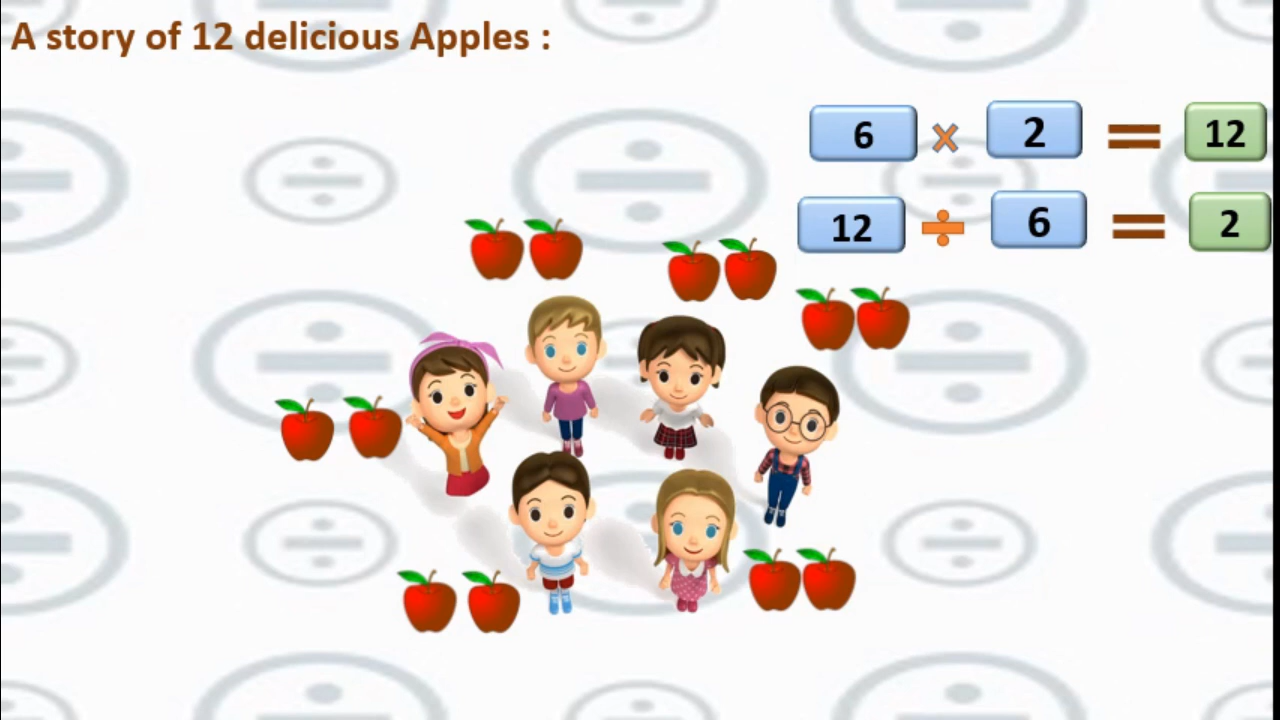 A story of 12 delicious Apples :
6 × 2 = 12
12 ÷ 6 = 2